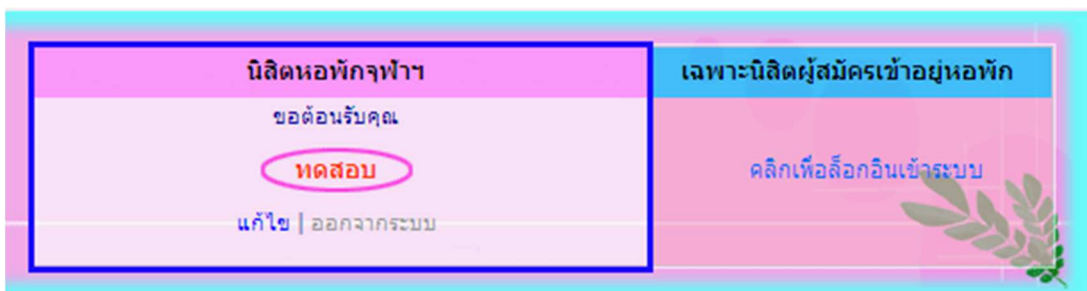 นิสิตหอพักจุฬาฯ
ขอต้อนรับคุณ
ทดสอบ
แก้ไข | ออกจากระบบ
เฉพาะนิสิตผู้สมัครเข้าอยู่หอพัก
คลิกเพื่อล็อกอินเข้าระบบ